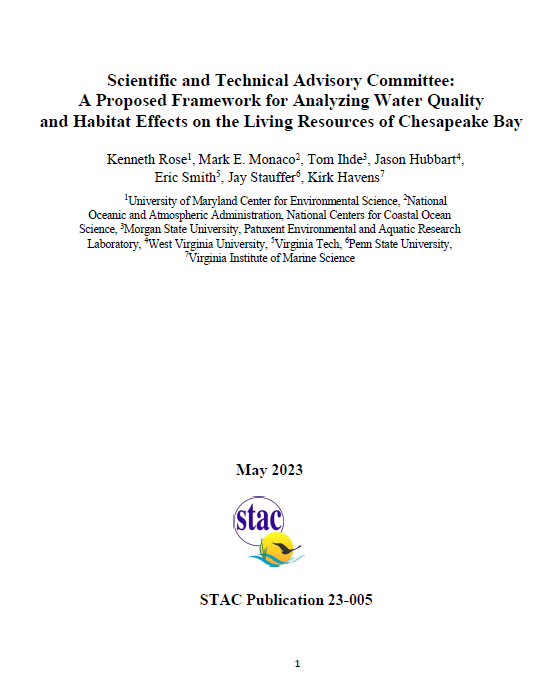 Scientific and Technical Advisory Committee:
A Proposed Framework for Analyzing Water Quality
and Habitat Effects on the Living Resources of Chesapeake Bay
Kenneth Rose¹, Mark E. Monaco², Tom Ihde³, Jason Hubbart⁴,
Eric Smith⁵, Jay Stauffer⁶, Kirk Havens⁷
¹University of Maryland Center for Environmental Science, ²National
Oceanic and Atmospheric Administration, National Centers for Coastal Ocean
Science, ³Morgan State University, Patuxent Environmental and Aquatic Research
Laboratory, ⁴West Virginia University, ⁵Virginia Tech, ⁶Penn State University,
⁷Virginia Institute of Marine Science
May 2023
stac
STAC Publication 23-005
1